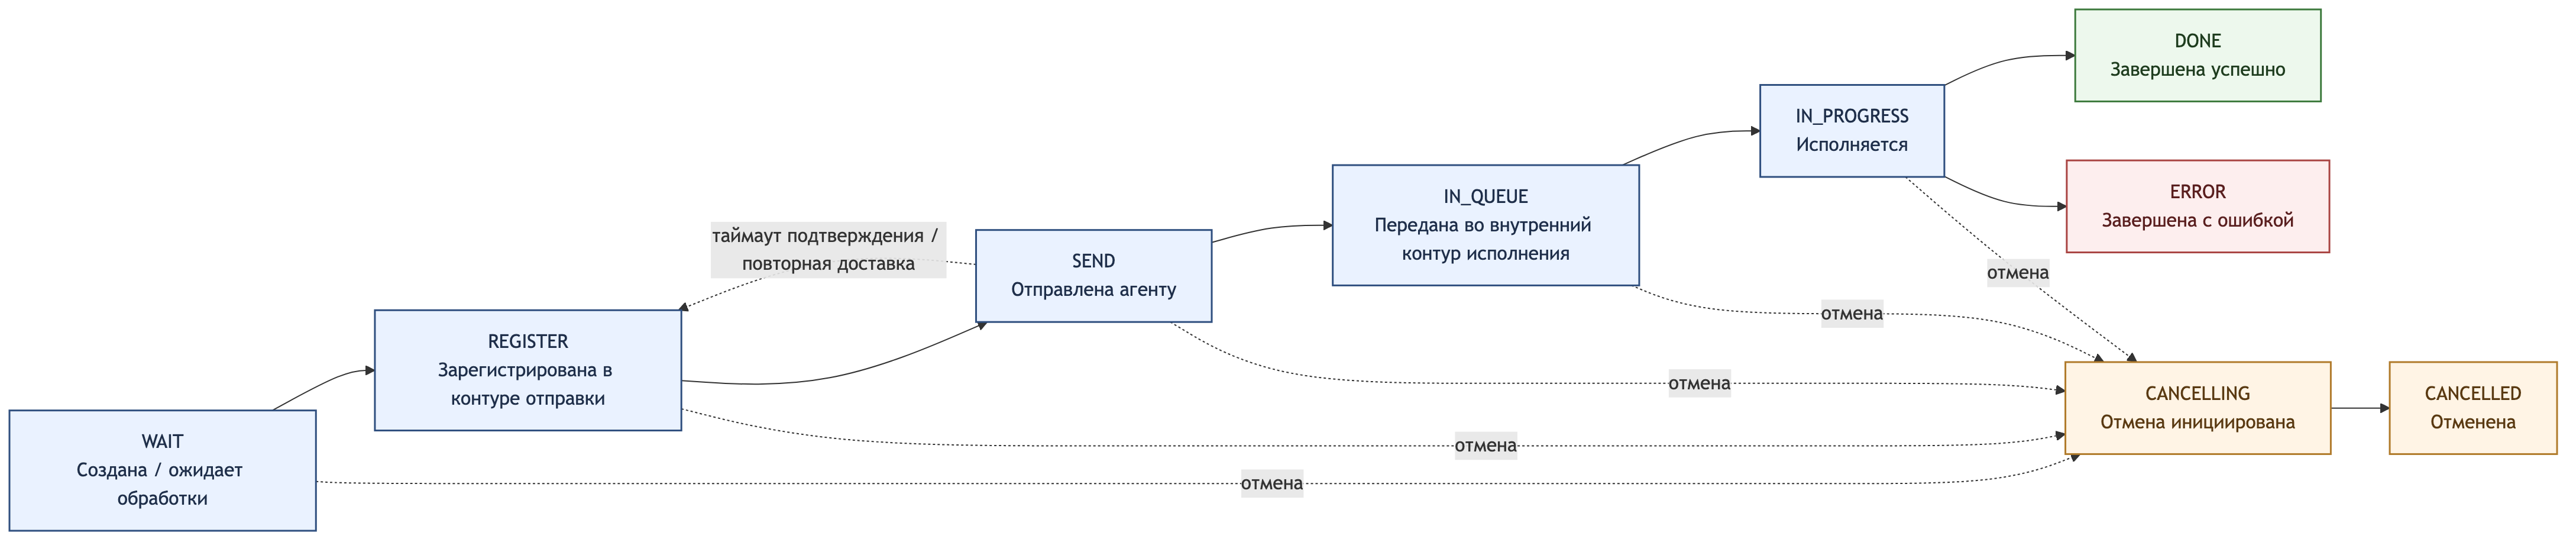 WAIT
Создана / ожидает
обработки
REGISTER
Зарегистрирована в
контуре отправки
таймаут подтверждения /
повторная доставка
SEND
Отправлена агенту
IN_QUEUE
Передана во внутренний
контур исполнения
IN_PROGRESS
Исполняется
DONE
Завершена успешно
ERROR
Завершена с ошибкой
отмена
отмена
отмена
отмена
отмена
CANCELLING
Отмена инициирована
CANCELLED
Отменена